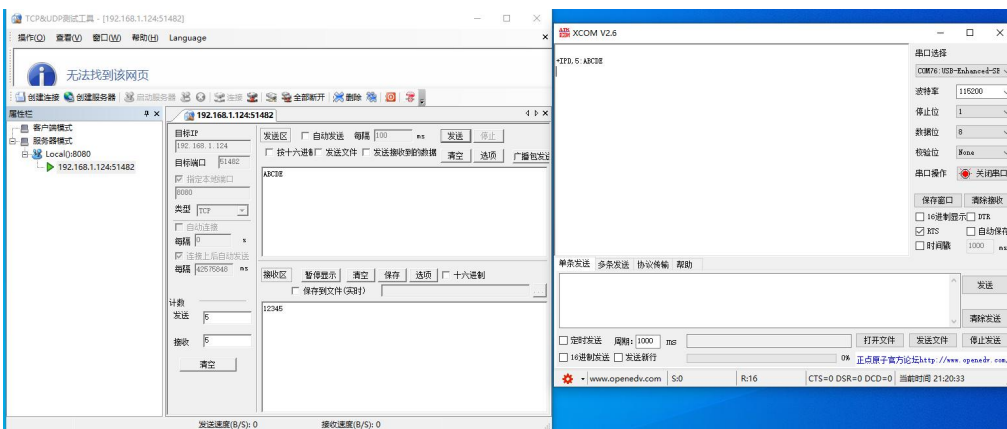 TCP&UDP测试工具 - [192.168.1.124:51482]
操作(O) 查看(V) 窗口(W) 帮助(H) Language
无法找到该网页
创建连接 创建服务器 启动服务器 连接 全部断开 删除
属性栏
客户端模式
服务器模式
Local():8080
192.168.1.124:51482
192.168.1.124:51482
目标IP
192.168.1.124
目标端口 51482
指定本地端口
8080
类型 TCP
自动连接
每隔 0 s
连接上后自动发送
每隔 42575848 ms
计数
发送 5
接收 5
清空
发送区 自动发送 每隔 100 ms 发送 停止
按十六进制 发送文件 发送接收到的数据 清空 选项 广播包发送
ABCDE
接收区 暂停显示 清空 保存 选项 十六进制
保存到文件(实时)
12345
发送速度(B/S): 0 接收速度(B/S): 0
XCOM V2.6
+IPD,5:ABCDE
串口选择
COM76:USB-Enhanced-SE
波特率 115200
停止位 1
数据位 8
校验位 None
串口操作 关闭串口
保存窗口 清除接收
16进制显示 DTR
RTS 自动保存
时间戳 1000 ms
单条发送 多条发送 协议传输 帮助
发送
清除发送
定时发送 周期: 1000 ms 打开文件 发送文件 停止发送
16进制发送 发送新行 0% 正点原子官方论坛http://www.openedv.com
www.openedv.com S:0 R:16 CTS=0 DSR=0 DCD=0 当前时间 21:20:33